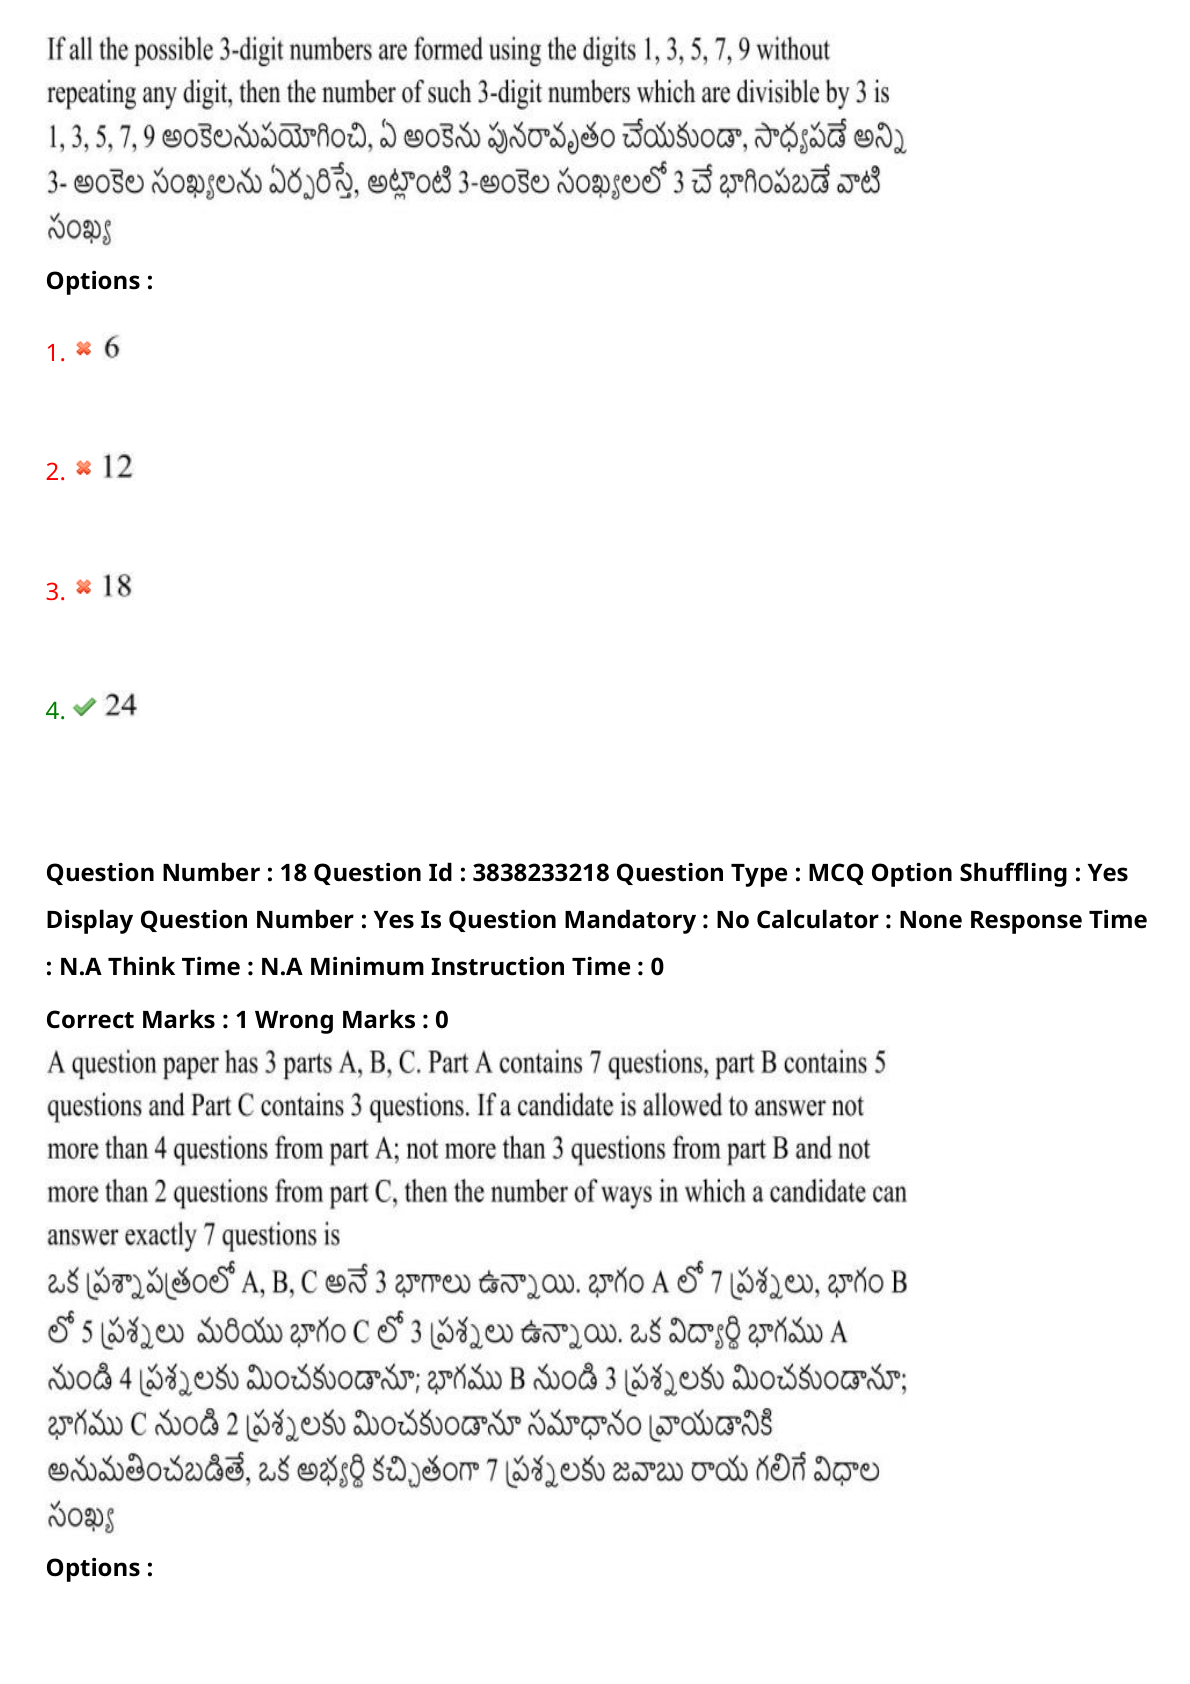 If all the possible 3-digit numbers are formed using the digits 1, 3, 5, 7, 9 without
repeating any digit, then the number of such 3-digit numbers which are divisible by 3 is
1, 3, 5, 7, 9 అంకెలనుపయోగించి, ఏ అంకెను పునరావృతం చేయకుండా, సాధ్యపడే అన్ని
3- అంకెల సంఖ్యలను ఏర్పరిస్తే, అట్లాంటి 3-అంకెల సంఖ్యలలో 3 చే భాగింపబడే వాటి
సంఖ్య
Options :
1. 6
2. 12
3. 18
4. 24
Question Number : 18 Question Id : 3838233218 Question Type : MCQ Option Shuffling : Yes
Display Question Number : Yes Is Question Mandatory : No Calculator : None Response Time
: N.A Think Time : N.A Minimum Instruction Time : 0
Correct Marks : 1 Wrong Marks : 0
A question paper has 3 parts A, B, C. Part A contains 7 questions, part B contains 5
questions and Part C contains 3 questions. If a candidate is allowed to answer not
more than 4 questions from part A; not more than 3 questions from part B and not
more than 2 questions from part C, then the number of ways in which a candidate can
answer exactly 7 questions is
ఒక ప్రశ్నాపత్రంలో A, B, C అనే 3 భాగాలు ఉన్నాయి. భాగం A లో 7 ప్రశ్నలు, భాగం B
లో 5 ప్రశ్నలు మరియు భాగం C లో 3 ప్రశ్నలు ఉన్నాయి. ఒక విద్యార్థి భాగము A
నుండి 4 ప్రశ్నలకు మించకుండానూ; భాగము B నుండి 3 ప్రశ్నలకు మించకుండానూ;
భాగము C నుండి 2 ప్రశ్నలకు మించకుండానూ సమాధానం వ్రాయడానికి
అనుమతించబడితే, ఒక అభ్యర్థి కచ్చితంగా 7 ప్రశ్నలకు జవాబు రాయ గలిగే విధాల
సంఖ్య
Options :